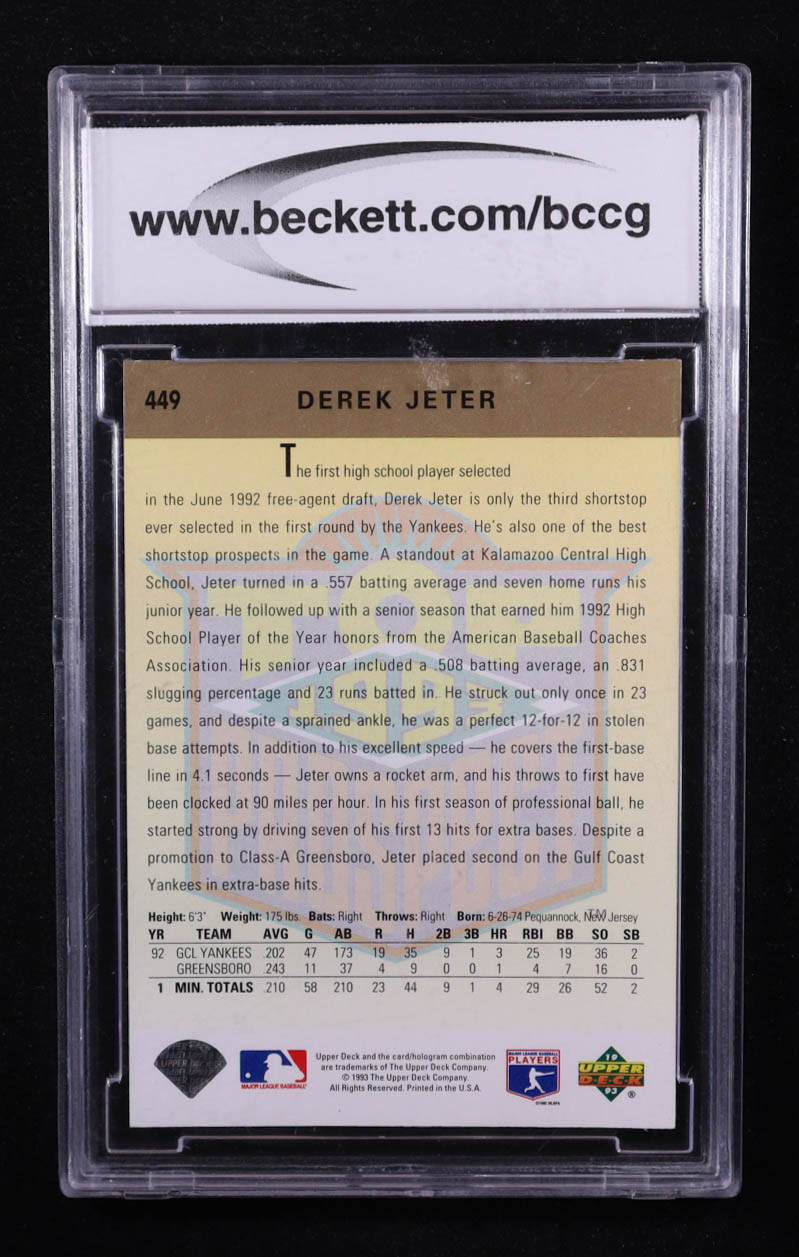 www.beckett.com/bccg
449 DEREK JETER
The first high school player selected
in the June 1992 free-agent draft, Derek Jeter is only the third shortstop
ever selected in the first round by the Yankees. He's also one of the best
shortstop prospects in the game. A standout at Kalamazoo Central High
School, Jeter turned in a .557 batting average and seven home runs his
junior year. He followed up with a senior season that earned him 1992 High
School Player of the Year honors from the American Baseball Coaches
Association. His senior year included a .508 batting average, an .831
slugging percentage and 23 runs batted in. He struck out only once in 23
games, and despite a sprained ankle, he was a perfect 12-for-12 in stolen
base attempts. In addition to his excellent speed — he covers the first-base
line in 4.1 seconds — Jeter owns a rocket arm, and his throws to first have
been clocked at 90 miles per hour. In his first season of professional ball, he
started strong by driving seven of his first 13 hits for extra bases. Despite a
promotion to Class-A Greensboro, Jeter placed second on the Gulf Coast
Yankees in extra-base hits.
TOP
1993
PROSPECT
TM
Height: 6'3" Weight: 175 lbs. Bats: Right Throws: Right Born: 6-26-74 Pequannock, New Jersey
YR TEAM AVG G AB R H 2B 3B HR RBI BB SO SB
92 GCL YANKEES .202 47 173 19 35 9 1 3 25 19 36 2
GREENSBORO .243 11 37 4 9 0 0 1 4 7 16 0
1 MIN. TOTALS .210 58 210 23 44 9 1 4 29 26 52 2
UPPER DECK
MAJOR LEAGUE BASEBALL
Upper Deck and the card/hologram combination
are trademarks of The Upper Deck Company.
© 1993 The Upper Deck Company.
All Rights Reserved. Printed in the U.S.A.
MAJOR LEAGUE BASEBALL
PLAYERS
19
UPPER
DECK
93 ®